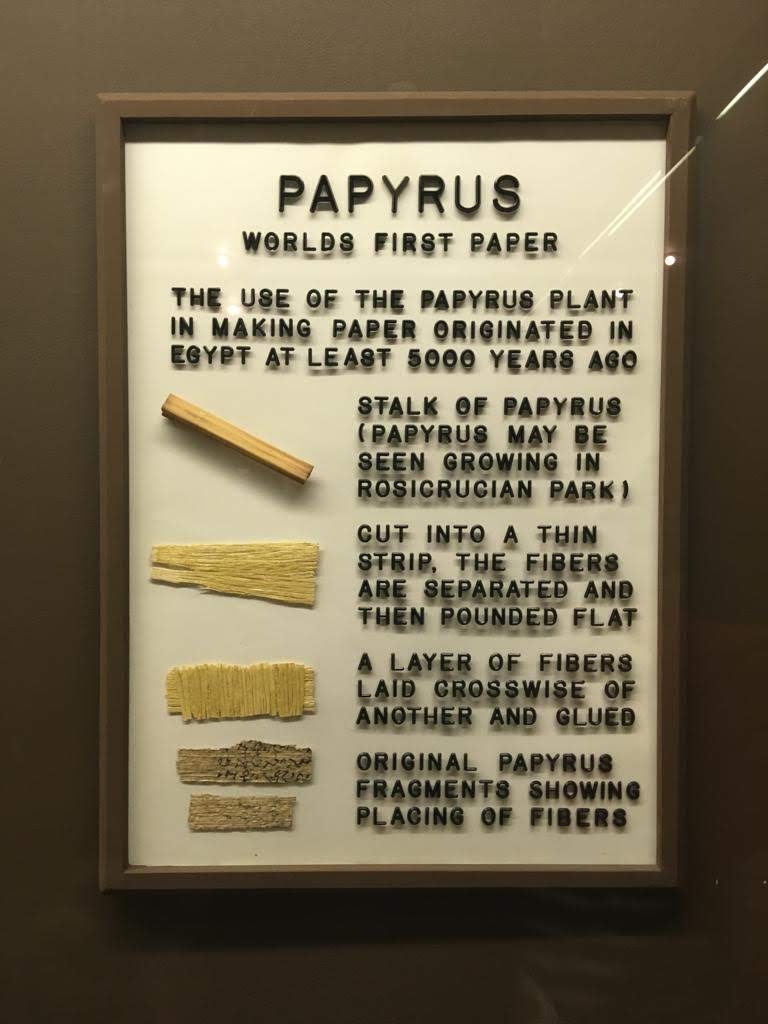 PAPYRUS
WORLDS FIRST PAPER
THE USE OF THE PAPYRUS PLANT
IN MAKING PAPER ORIGINATED IN
EGYPT AT LEAST 5000 YEARS AGO
STALK OF PAPYRUS
(PAPYRUS MAY BE
SEEN GROWING IN
ROSICRUCIAN PARK)
CUT INTO A THIN
STRIP, THE FIBERS
ARE SEPARATED AND
THEN POUNDED FLAT
A LAYER OF FIBERS
LAID CROSSWISE OF
ANOTHER AND GLUED
ORIGINAL PAPYRUS
FRAGMENTS SHOWING
PLACING OF FIBERS